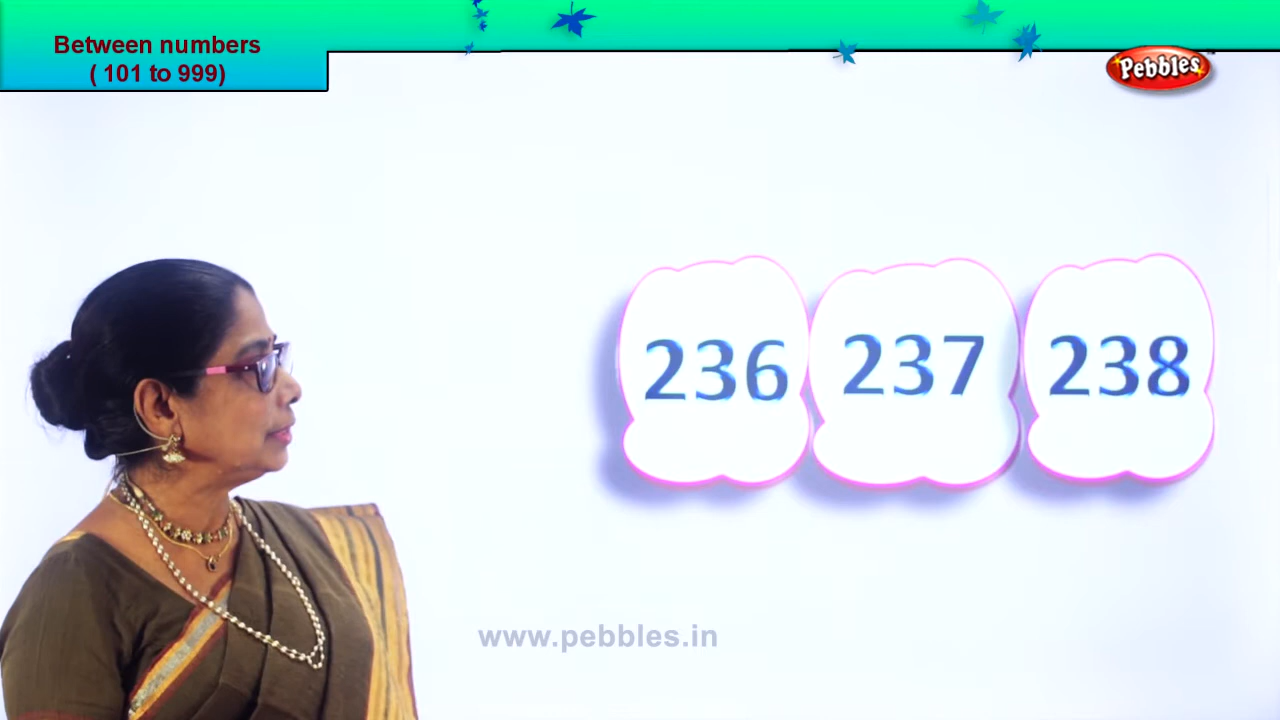 Between numbers
( 101 to 999)
Pebbles
236 237 238
www.pebbles.in